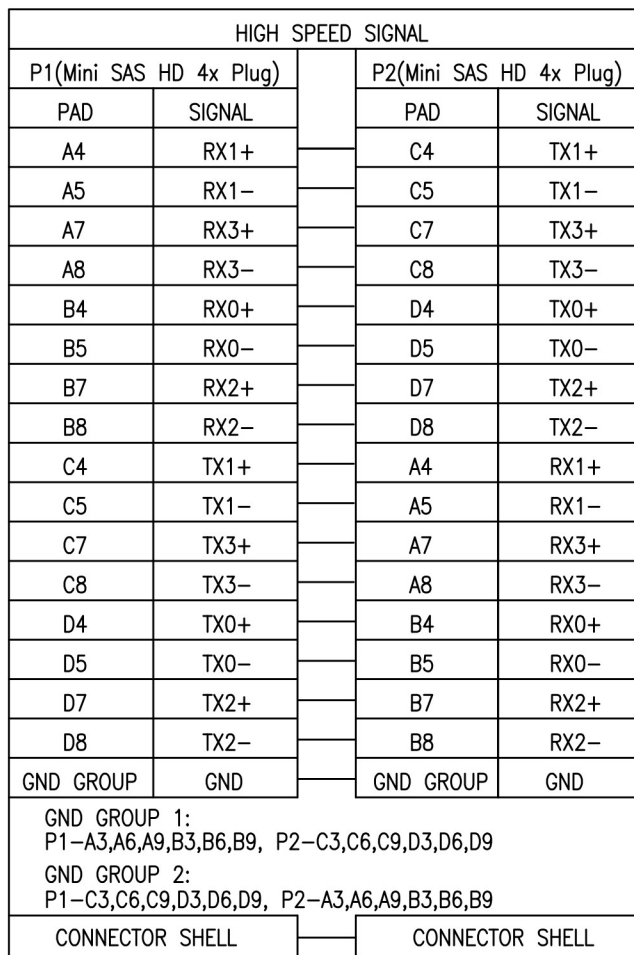 HIGH SPEED SIGNAL
P1(Mini SAS HD 4x Plug) P2(Mini SAS HD 4x Plug)
PAD SIGNAL PAD SIGNAL
A4 RX1+ C4 TX1+
A5 RX1- C5 TX1-
A7 RX3+ C7 TX3+
A8 RX3- C8 TX3-
B4 RX0+ D4 TX0+
B5 RX0- D5 TX0-
B7 RX2+ D7 TX2+
B8 RX2- D8 TX2-
C4 TX1+ A4 RX1+
C5 TX1- A5 RX1-
C7 TX3+ A7 RX3+
C8 TX3- A8 RX3-
D4 TX0+ B4 RX0+
D5 TX0- B5 RX0-
D7 TX2+ B7 RX2+
D8 TX2- B8 RX2-
GND GROUP GND GND GROUP GND
GND GROUP 1:
P1-A3,A6,A9,B3,B6,B9, P2-C3,C6,C9,D3,D6,D9
GND GROUP 2:
P1-C3,C6,C9,D3,D6,D9, P2-A3,A6,A9,B3,B6,B9
CONNECTOR SHELL CONNECTOR SHELL